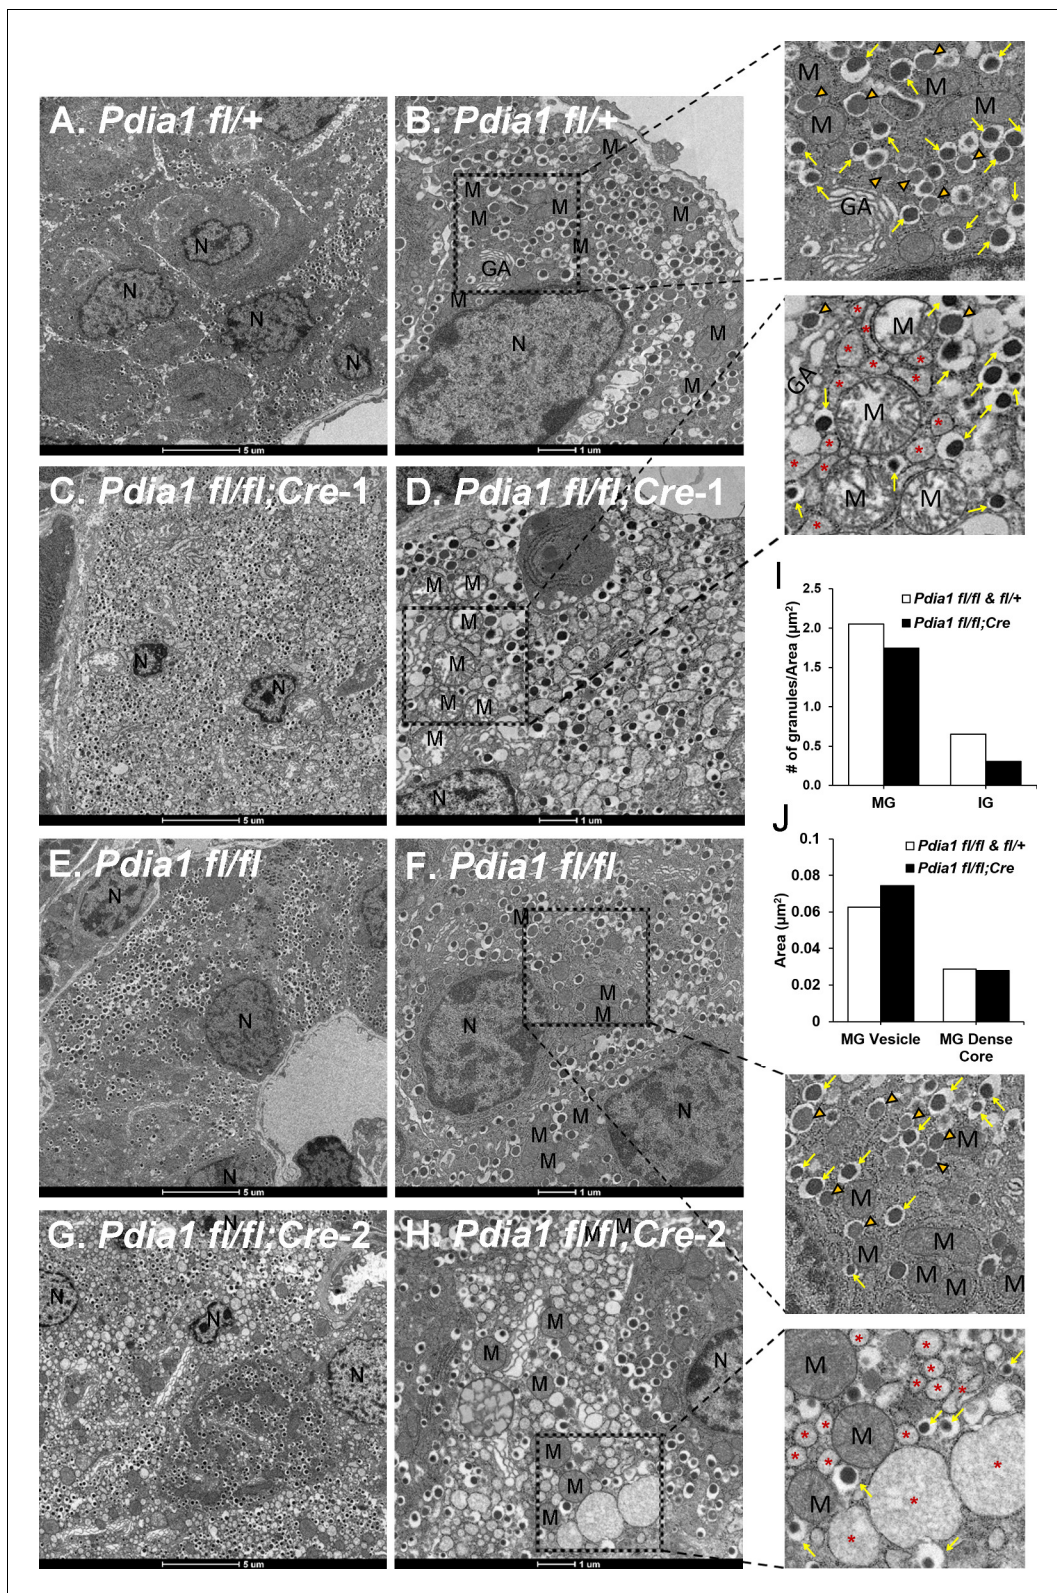 A. Pdia1 fl/+
N
N
N
N
5 um
B. Pdia1 fl/+
M
M
M
M
M
M
GA
M
N
M
M
1 um
M
M
M
M
GA
M
GA
M
M
M
C. Pdia1 fl/fl;Cre-1
N
N
5 um
D. Pdia1 fl/fl;Cre-1
M
M
M
M
M
M
M
N
1 um
I
Pdia1 fl/fl & fl/+
Pdia1 fl/fl;Cre
# of granules/Area (µm²)
2.5
2.0
1.5
1.0
0.5
0.0
MG
IG
E. Pdia1 fl/fl
N
N
N
5 um
F. Pdia1 fl/fl
M
M
M
N
N
M
M
M
1 um
J
Pdia1 fl/fl & fl/+
Pdia1 fl/fl;Cre
Area (µm²)
0.1
0.08
0.06
0.04
0.02
0
MG Vesicle
MG Dense
Core
M
M
M
M
M
M
M
G. Pdia1 fl/fl;Cre-2
N
N
N
N
5 um
H. Pdia1 fl/fl;Cre-2
M
M
M
M
N
M
M
M
M
1 um
M
M
M